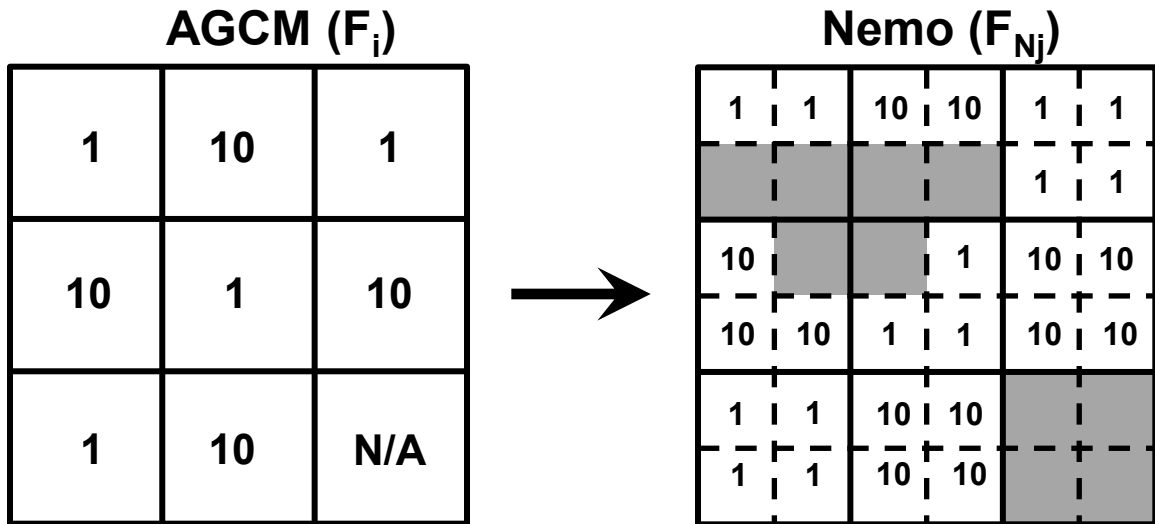 AGCM (Fi)
1 10 1
10 1 10
1 10 N/A
Nemo (FNj)
1 1 10 10 1 1
1 1
10 1 10 10
10 10 1 1 10 10
1 1 10 10
1 1 10 10